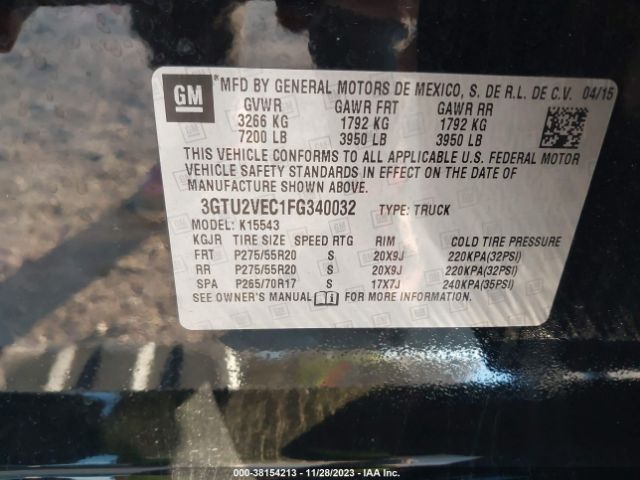 GM
*MFD BY GENERAL MOTORS DE MEXICO, S. DE R.L. DE C.V. 04/15
GVWR GAWR FRT GAWR RR
3266 KG 1792 KG 1792 KG
7200 LB 3950 LB 3950 LB
THIS VEHICLE CONFORMS TO ALL APPLICABLE U.S. FEDERAL MOTOR
VEHICLE SAFETY STANDARDS IN EFFECT ON THE DATE OF
MANUFACTURE SHOWN ABOVE.
3GTU2VEC1FG340032 TYPE: TRUCK
MODEL: K15543
KGJR TIRE SIZE SPEED RTG RIM COLD TIRE PRESSURE
FRT P275/55R20 S 20X9J 220KPA(32PSI)
RR P275/55R20 S 20X9J 220KPA(32PSI)
SPA P265/70R17 S 17X7J 240KPA(35PSI)
SEE OWNER'S MANUAL FOR MORE INFORMATION
000-38154213 - 11/28/2023 - IAA Inc.